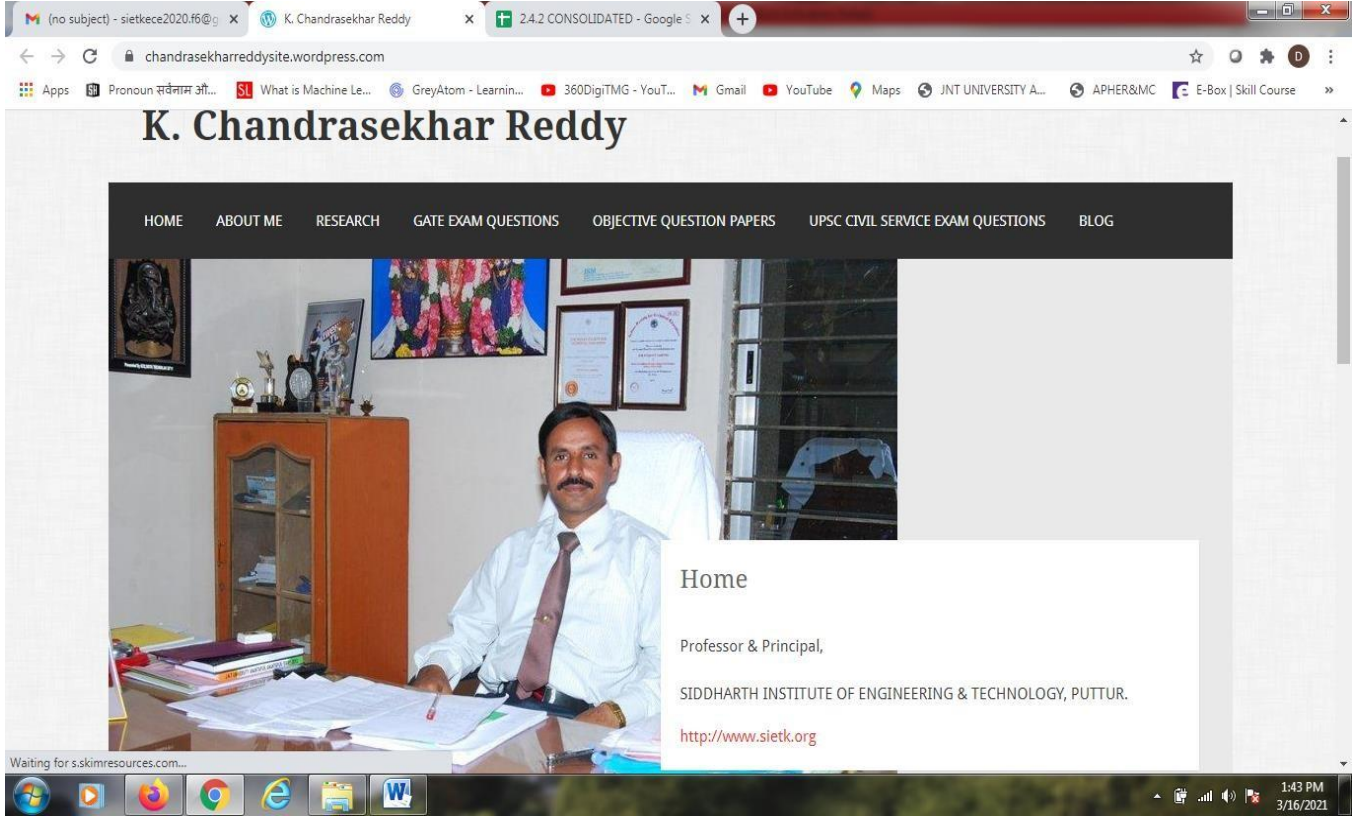 (no subject) - sietkece2020.f6@g
K. Chandrasekhar Reddy
2.4.2 CONSOLIDATED - Google S
chandrasekharreddysite.wordpress.com
D
Apps
Pronoun सर्वनाम औ...
SL What is Machine Le...
GreyAtom - Learnin...
360DigiTMG - YouT...
Gmail
YouTube
Maps
JNT UNIVERSITY A...
APHER&MC
E-Box | Skill Course
»
K. Chandrasekhar Reddy
HOME ABOUT ME RESEARCH GATE EXAM QUESTIONS OBJECTIVE QUESTION PAPERS UPSC CIVIL SERVICE EXAM QUESTIONS BLOG
Home
Professor & Principal,
SIDDHARTH INSTITUTE OF ENGINEERING & TECHNOLOGY, PUTTUR.
http://www.sietk.org
Waiting for s.skimresources.com...
1:43 PM
3/16/2021